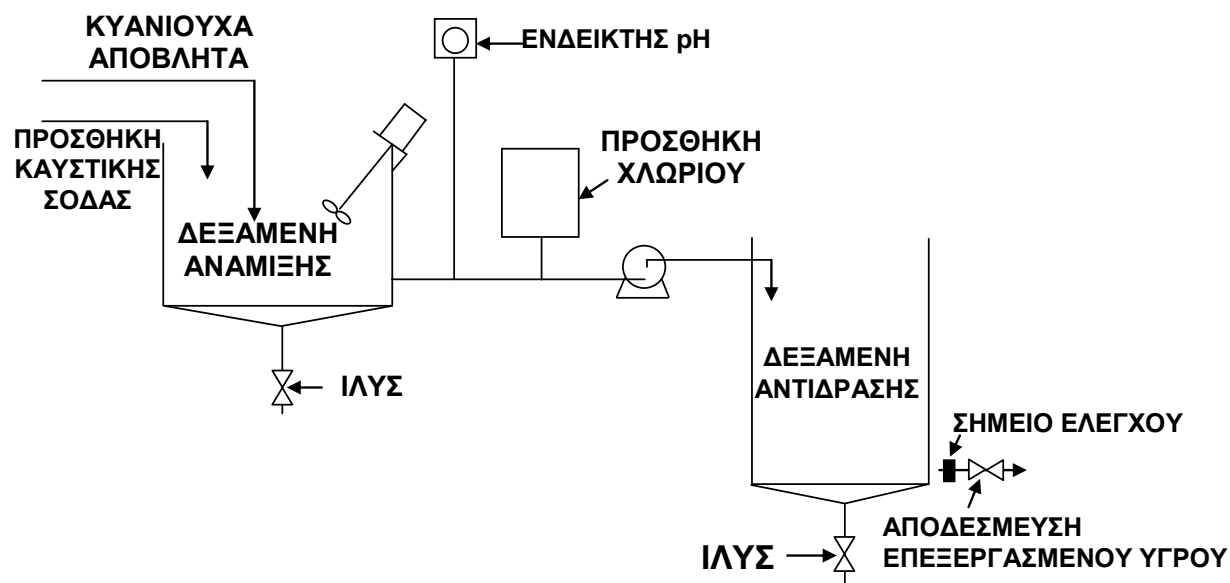 ΚΥΑΝΙΟΥΧΑ
ΑΠΟΒΛΗΤΑ
ΕΝΔΕΙΚΤΗΣ pH
ΠΡΟΣΘΗΚΗ
ΚΑΥΣΤΙΚΗΣ
ΣΟΔΑΣ
ΠΡΟΣΘΗΚΗ
ΧΛΩΡΙΟΥ
ΔΕΞΑΜΕΝΗ
ΑΝΑΜΙΞΗΣ
ΙΛΥΣ
ΔΕΞΑΜΕΝΗ
ΑΝΤΙΔΡΑΣΗΣ
ΣΗΜΕΙΟ ΕΛΕΓΧΟΥ
ΑΠΟΔΕΣΜΕΥΣΗ
ΕΠΕΞΕΡΓΑΣΜΕΝΟΥ ΥΓΡΟΥ
ΙΛΥΣ